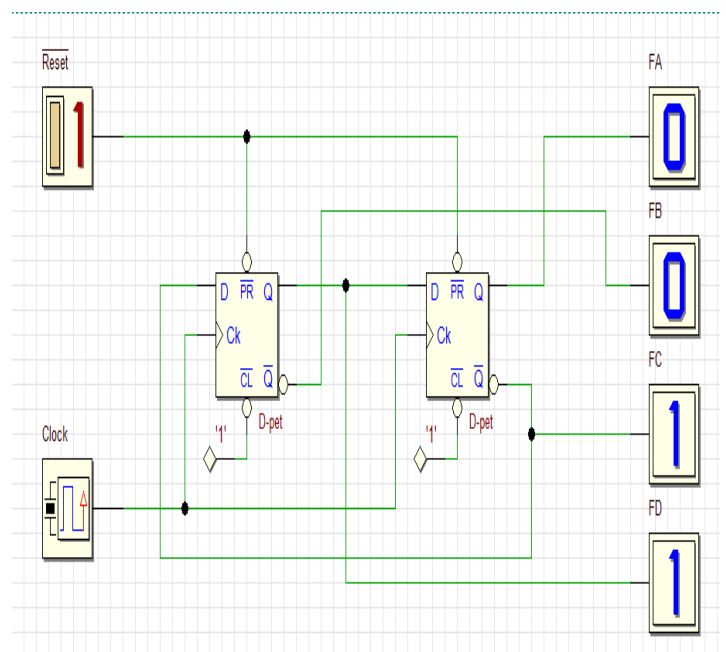 Reset
1
FA
0
FB
0
D PR Q
Ck
CL Q
D-pet
'1'
D PR Q
Ck
CL Q
D-pet
'1'
FC
1
Clock
FD
1